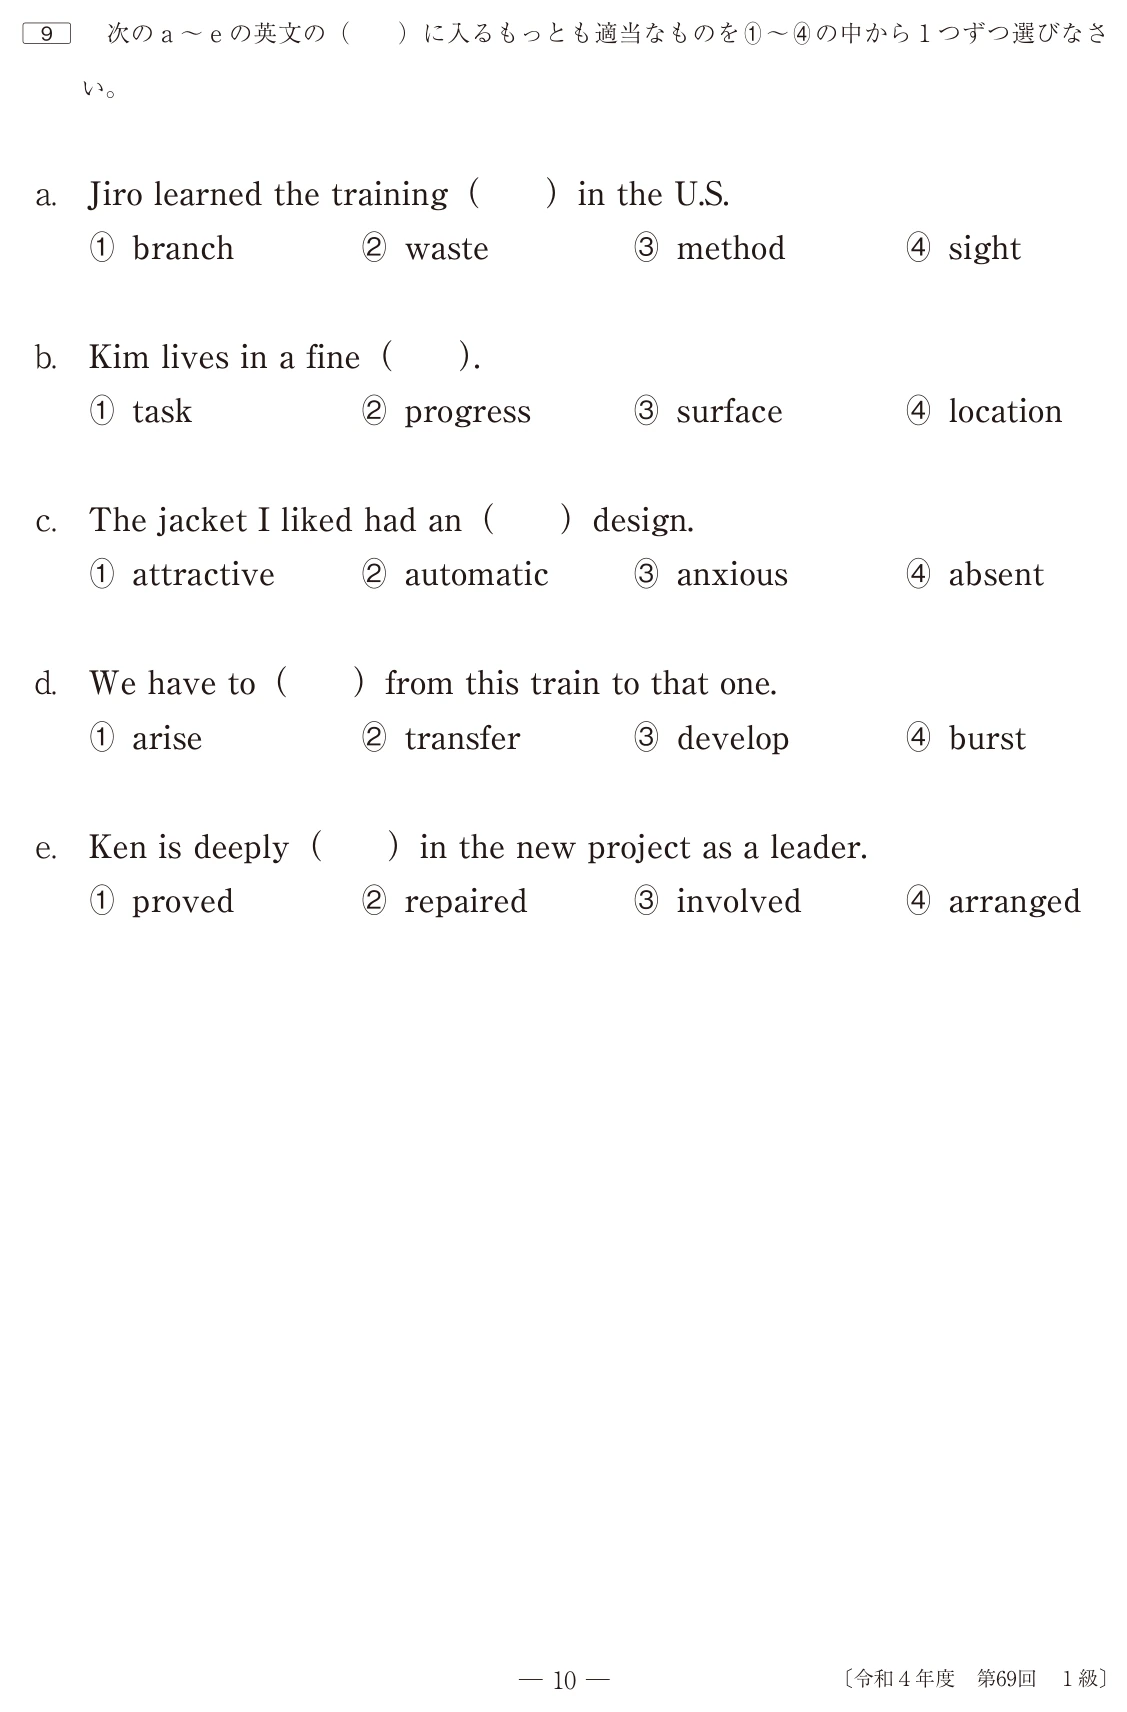 9 次のa～eの英文の（　　）に入るもっとも適当なものを①～④の中から１つずつ選びなさ
い。
a. Jiro learned the training（　　）in the U.S.
① branch ② waste ③ method ④ sight
b. Kim lives in a fine（　　）.
① task ② progress ③ surface ④ location
c. The jacket I liked had an（　　）design.
① attractive ② automatic ③ anxious ④ absent
d. We have to（　　）from this train to that one.
① arise ② transfer ③ develop ④ burst
e. Ken is deeply（　　）in the new project as a leader.
① proved ② repaired ③ involved ④ arranged
― 10 ― 〔令和４年度　第69回　１級〕